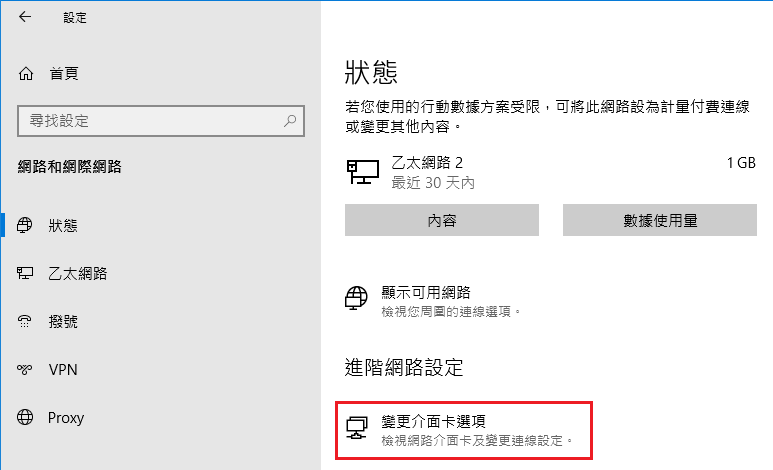 設定
首頁
尋找設定
網路和網際網路
狀態
乙太網路
撥號
VPN
Proxy
狀態
若您使用的行動數據方案受限，可將此網路設為計量付費連線
或變更其他內容。
乙太網路 2 1 GB
最近 30 天內
內容 數據使用量
顯示可用網路
檢視您周圍的連線選項。
進階網路設定
變更介面卡選項
檢視網路介面卡及變更連線設定。